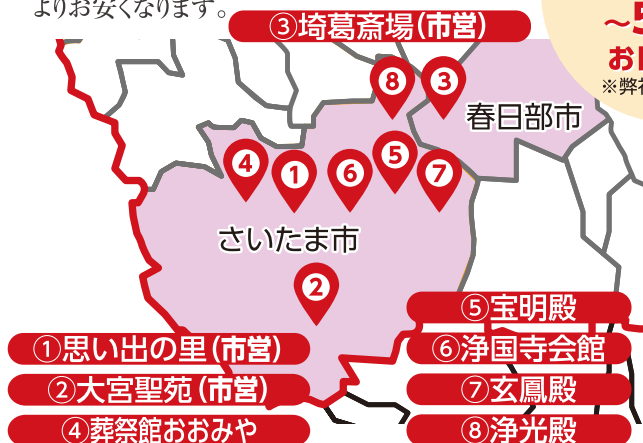 よりお安くなります。
③埼葛斎場(市営)
～5
お
※弊社
⑧
③
春日部市
④
①
⑥
⑤
⑦
さいたま市
②
①思い出の里(市営)
②大宮聖苑(市営)
④葬祭館おおみや
⑤宝明殿
⑥浄国寺会館
⑦玄鳳殿
⑧浄光殿